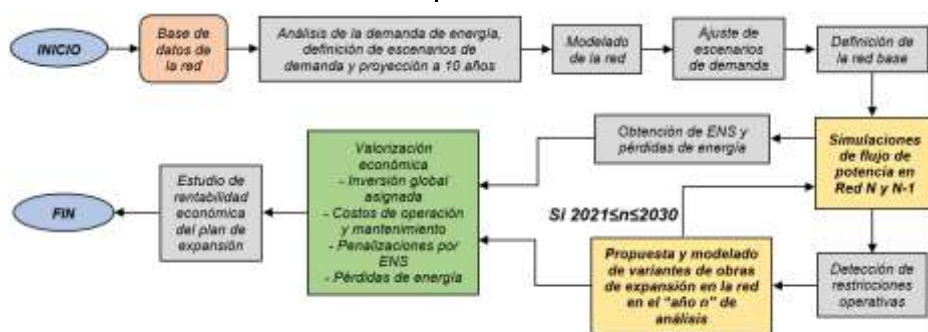 INICIO
Base de
datos de
la red
Análisis de la demanda de energía,
definición de escenarios de
demanda y proyección a 10 años
Modelado
de la red
Ajuste de
escenarios
de demanda
Definición de
la red base
Simulaciones
de flujo de
potencia en
Red N y N-1
Obtención de ENS y
pérdidas de energía
Detección de
restricciones
operativas
Si 2021≤n≤2030
Propuesta y modelado
de variantes de obras
de expansión en la red
en el "año n" de
análisis
Valorización
económica
- Inversión global
asignada
- Costos de operación
y mantenimiento
- Penalizaciones por
ENS
- Pérdidas de energía
Estudio de
rentabilidad
económica
del plan de
expansión
FIN